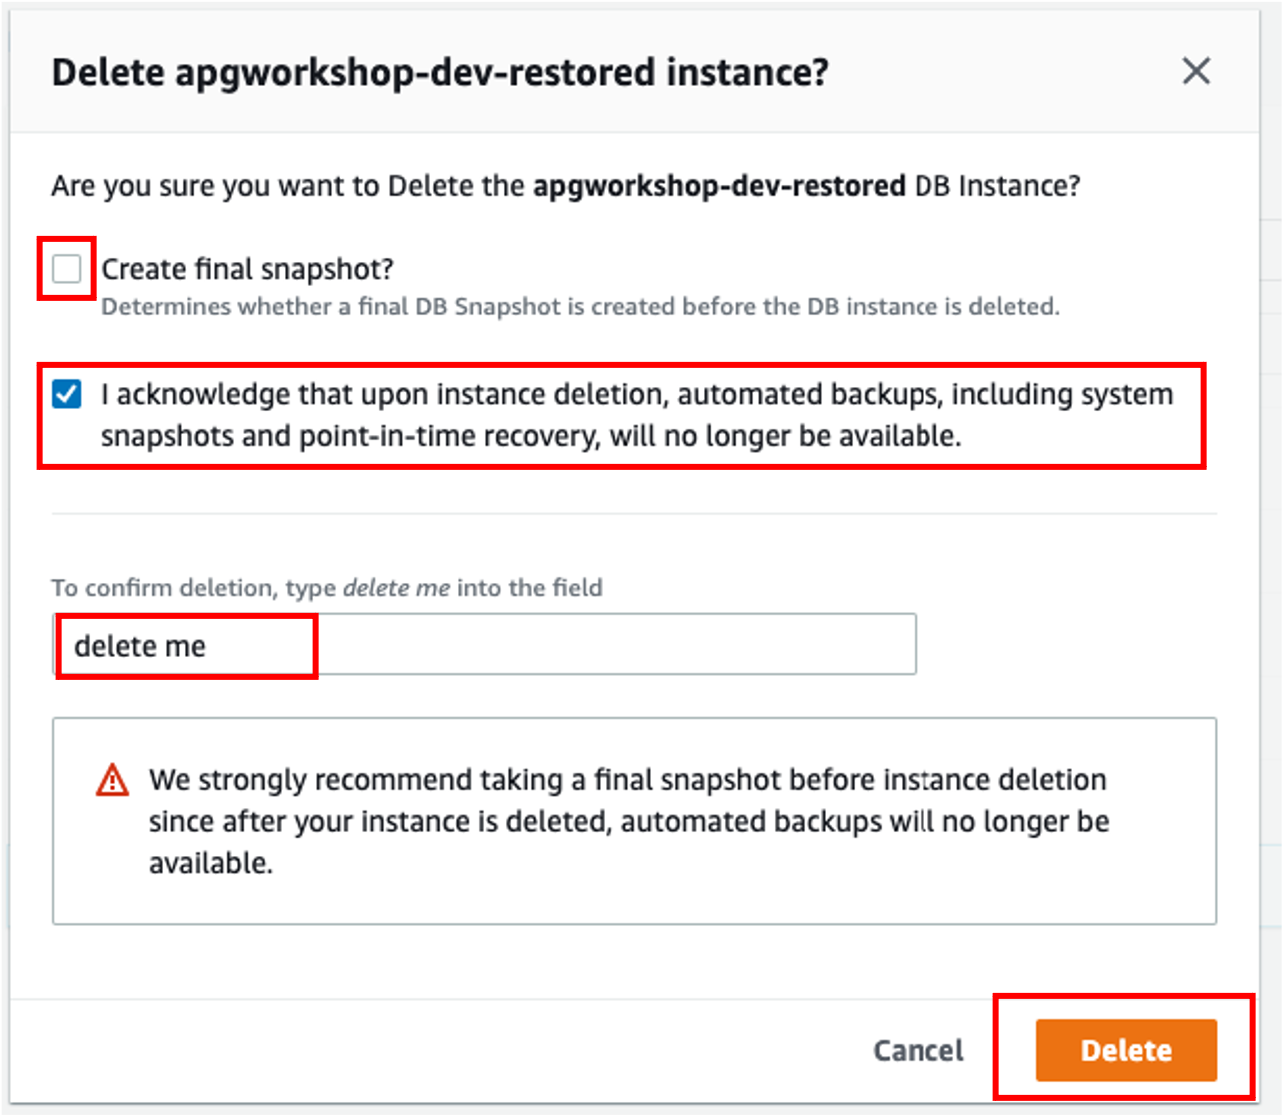 Delete apgworkshop-dev-restored instance?
Are you sure you want to Delete the apgworkshop-dev-restored DB Instance?
Create final snapshot?
Determines whether a final DB Snapshot is created before the DB instance is deleted.
I acknowledge that upon instance deletion, automated backups, including system
snapshots and point-in-time recovery, will no longer be available.
To confirm deletion, type delete me into the field
delete me
We strongly recommend taking a final snapshot before instance deletion
since after your instance is deleted, automated backups will no longer be
available.
Cancel
Delete